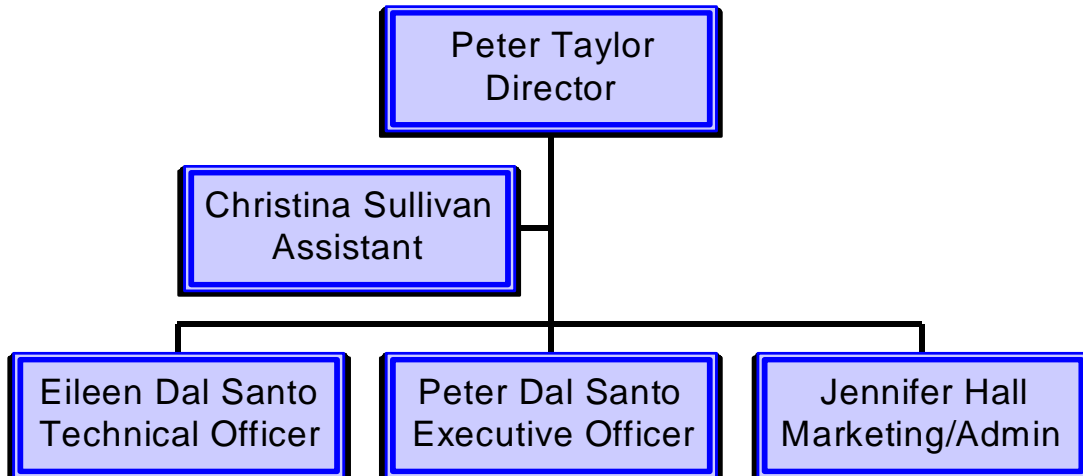 Peter Taylor
Director
Christina Sullivan
Assistant
Eileen Dal Santo
Technical Officer
Peter Dal Santo
Executive Officer
Jennifer Hall
Marketing/Admin